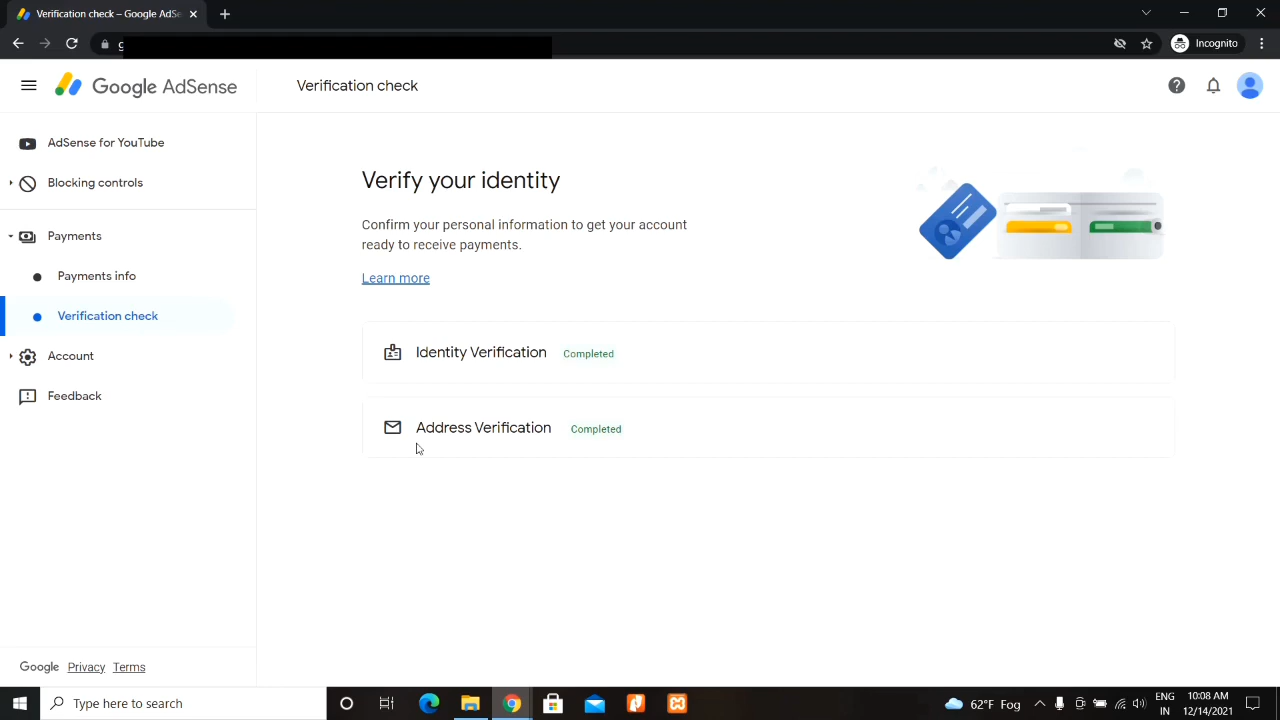 Verification check – Google AdSe
Incognito
Google AdSense
Verification check
AdSense for YouTube
Blocking controls
Payments
Payments info
Verification check
Account
Feedback
Verify your identity
Confirm your personal information to get your account
ready to receive payments.
Learn more
Identity Verification Completed
Address Verification Completed
Google Privacy Terms
Type here to search
62°F Fog
ENG
IN
10:08 AM
12/14/2021